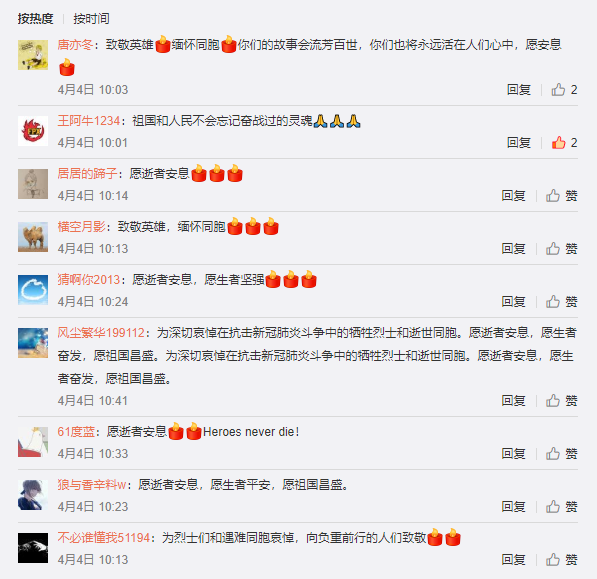 按热度 | 按时间
唐亦冬：致敬英雄🕯️缅怀同胞🕯️你们的故事会流芳百世，你们也将永远活在人们心中，愿安息
🕯️
4月4日 10:03 回复 2
王阿牛1234：祖国和人民不会忘记奋战过的灵魂🙏🙏🙏
4月4日 10:01 回复 2
居居的蹄子：愿逝者安息🕯️🕯️🕯️
4月4日 10:14 回复 赞
横空月影：致敬英雄，缅怀同胞🕯️🕯️🕯️
4月4日 10:13 回复 赞
猜啊你2013：愿逝者安息，愿生者坚强🕯️🕯️🕯️
4月4日 10:24 回复 赞
风尘繁华199112：为深切哀悼在抗击新冠肺炎斗争中的牺牲烈士和逝世同胞。愿逝者安息，愿生者
奋发，愿祖国昌盛。为深切哀悼在抗击新冠肺炎斗争中的牺牲烈士和逝世同胞。愿逝者安息，愿生
者奋发，愿祖国昌盛。
4月4日 10:41 回复 赞
61度蓝：愿逝者安息🕯️🕯️Heroes never die！
4月4日 10:33 回复 赞
狼与香辛料w：愿逝者安息，愿生者平安，愿祖国昌盛。
4月4日 10:23 回复 赞
不必谁懂我51194：为烈士们和遇难同胞哀悼，向负重前行的人们致敬🕯️🕯️
4月4日 10:13 回复 赞